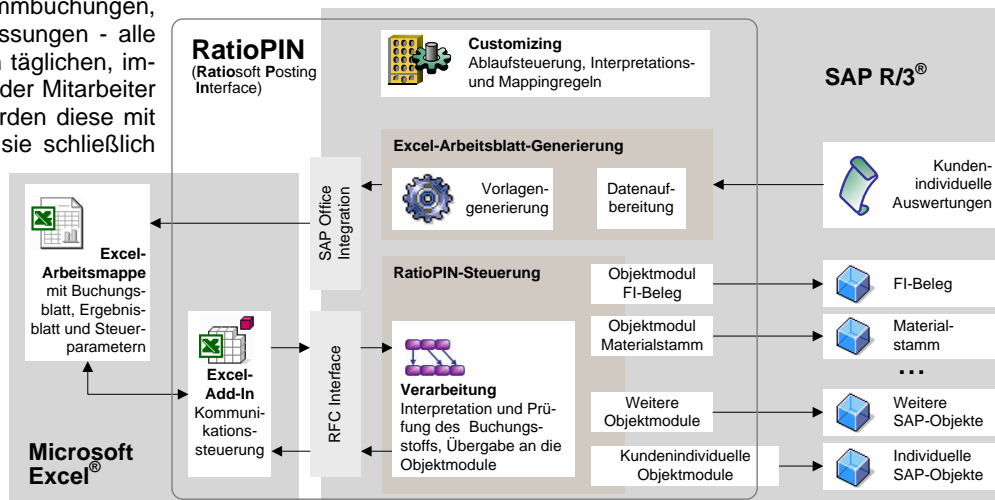 mmbuchungen,
ssungen - alle
n täglichen, im-
der Mitarbeiter
rden diese mit
sie schließlich
RatioPIN
(Ratiosoft Posting
Interface)
Customizing
Ablaufsteuerung, Interpretations-
und Mappingregeln
SAP R/3®
Excel-Arbeitsblatt-Generierung
Vorlagen-
generierung
Datenauf-
bereitung
Kunden-
individuelle
Auswertungen
SAP Office
Integration
Excel-
Arbeitsmappe
mit Buchungs-
blatt, Ergebnis-
blatt und Steuer-
parametern
RatioPIN-Steuerung
Objektmodul
FI-Beleg
FI-Beleg
Objektmodul
Materialstamm
Material-
stamm
...
Excel-
Add-In
Kommuni-
kations-
steuerung
RFC Interface
Verarbeitung
Interpretation und Prü-
fung des Buchungs-
stoffs, Übergabe an die
Objektmodule
Weitere
Objektmodule
Weitere
SAP-Objekte
Kundenindividuelle
Objektmodule
Individuelle
SAP-Objekte
Microsoft
Excel®